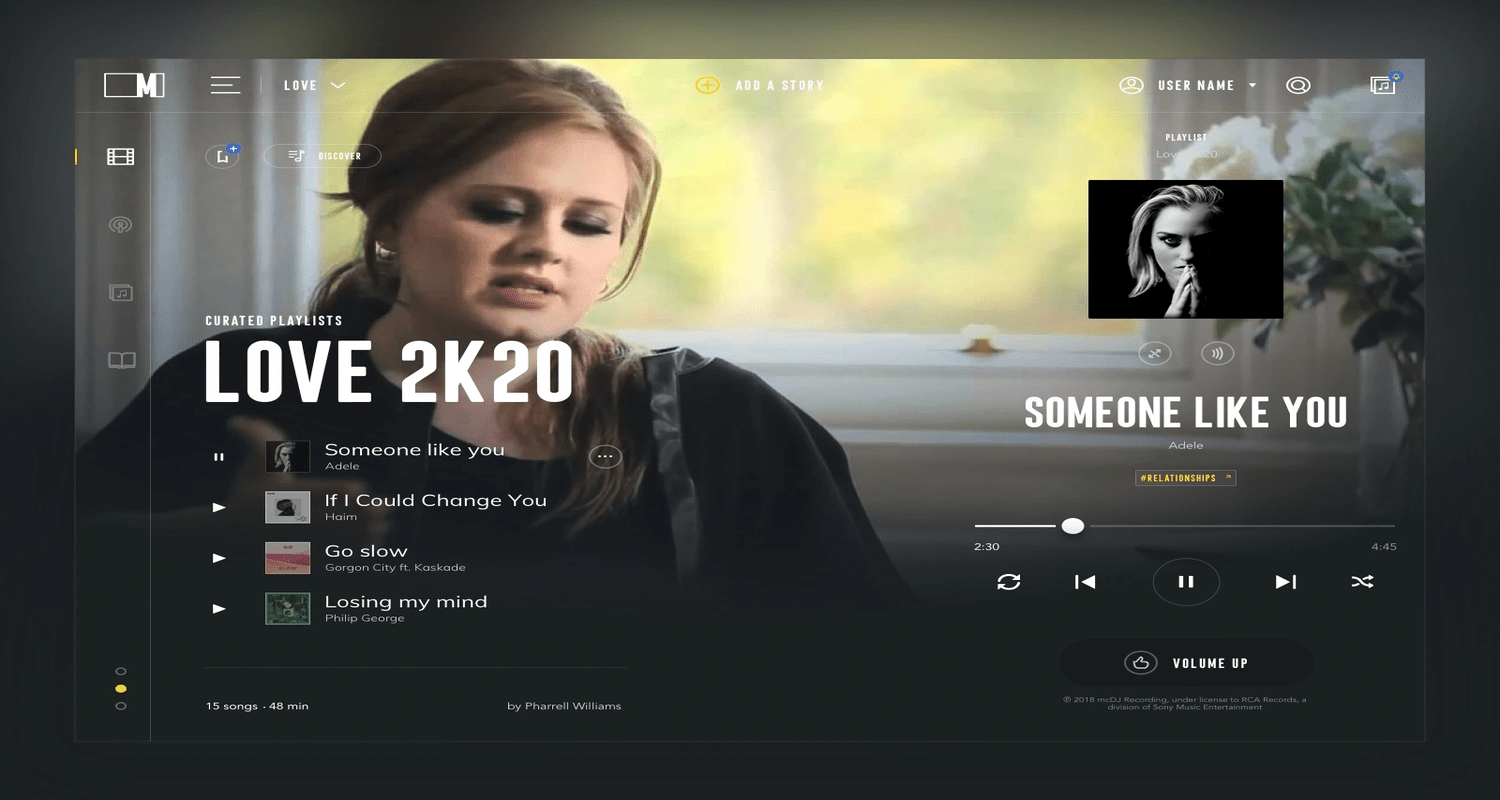 M
LOVE
ADD A STORY
USER NAME
DISCOVER
CURATED PLAYLISTS
LOVE 2K20
Someone like you
Adele
If I Could Change You
Haim
Go slow
Gorgon City ft. Kaskade
Losing my mind
Philip George
15 songs · 48 min
by Pharrell Williams
PLAYLIST
Love 2K20
SOMEONE LIKE YOU
Adele
#RELATIONSHIPS
2:30
4:45
VOLUME UP
℗ 2018 mcDJ Recording, under license to RCA Records, a
division of Sony Music Entertainment